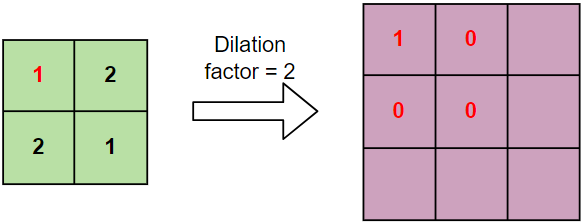 1 2
2 1
Dilation
factor = 2
1 0
0 0